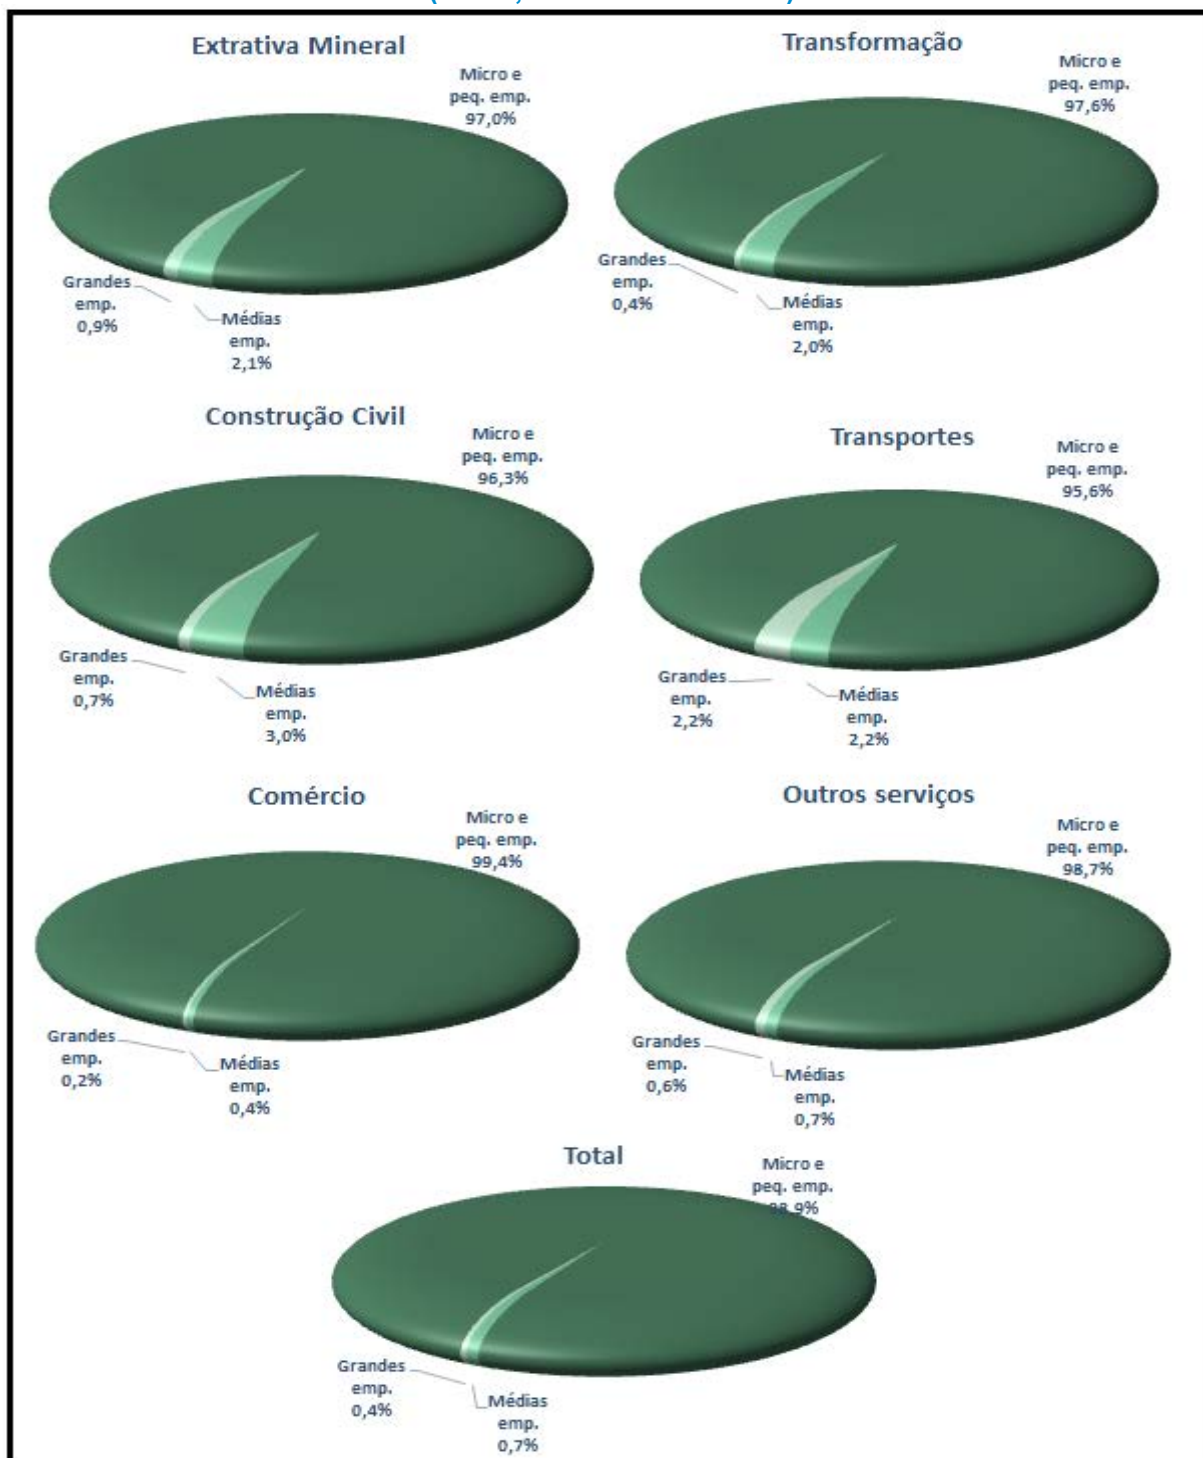 Extrativa Mineral
Micro e
peq. emp.
97,0%
Grandes
emp.
0,9%
Médias
emp.
2,1%
Transformação
Micro e
peq. emp.
97,6%
Grandes
emp.
0,4%
Médias
emp.
2,0%
Construção Civil
Micro e
peq. emp.
96,3%
Grandes
emp.
0,7%
Médias
emp.
3,0%
Transportes
Micro e
peq. emp.
95,6%
Grandes
emp.
2,2%
Médias
emp.
2,2%
Comércio
Micro e
peq. emp.
99,4%
Grandes
emp.
0,2%
Médias
emp.
0,4%
Outros serviços
Micro e
peq. emp.
98,7%
Grandes
emp.
0,6%
Médias
emp.
0,7%
Total
Micro e
peq. emp.
98,9%
Grandes
emp.
0,4%
Médias
emp.
0,7%